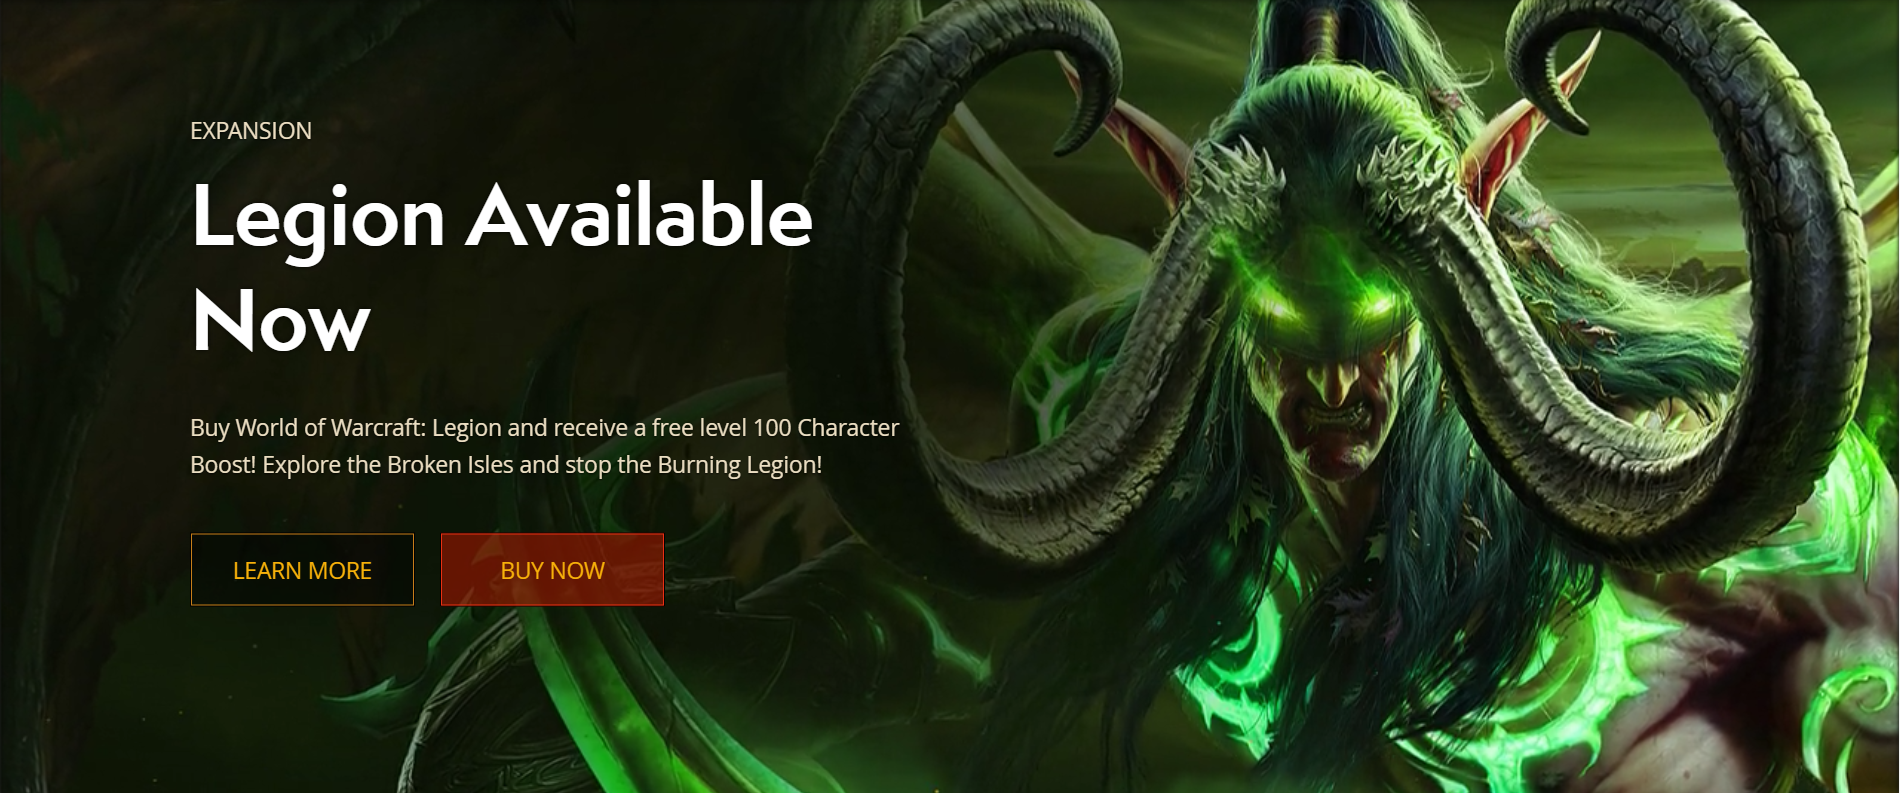 EXPANSION
Legion Available
Now
Buy World of Warcraft: Legion and receive a free level 100 Character
Boost! Explore the Broken Isles and stop the Burning Legion!
LEARN MORE
BUY NOW